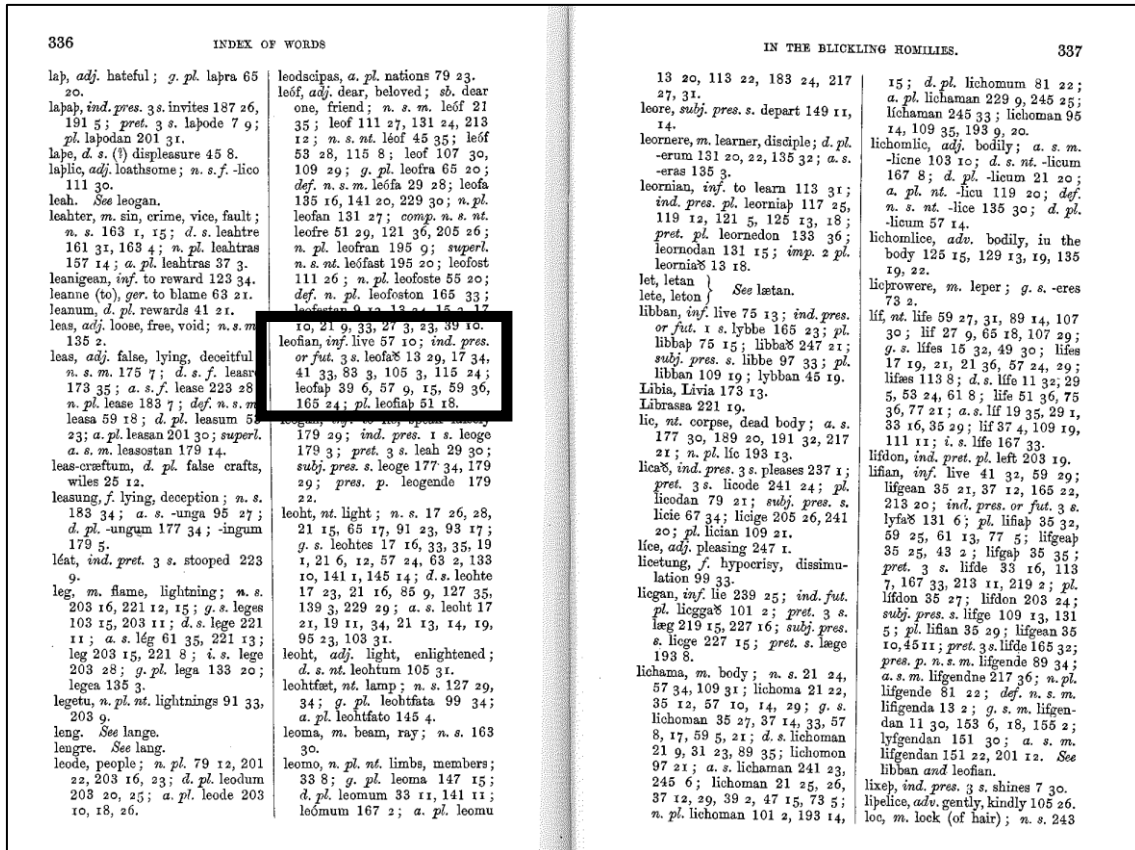 336 INDEX OF WORDS
laþ, adj. hateful; g. pl. laþra 65
20.
laþaþ, ind. pres. 3 s. invites 187 26,
191 5; pret. 3 s. laþode 7 9;
pl. laþodan 201 31.
laþe, d. s. (?) displeasure 45 8.
laþlic, adj. loathsome; n. s. f. -lico
111 30.
leah. See leogan.
leahter, m. sin, crime, vice, fault;
n. s. 163 1, 15; d. s. leahtre
161 31, 163 4; n. pl. leahtras
157 14; a. pl. leahtras 37 3.
leanigean, inf. to reward 123 34.
leanne (to), ger. to blame 63 21.
leanum, d. pl. rewards 41 21.
leas, adj. loose, free, void; n. s. m
135 2.
leas, adj. false, lying, deceitful
n. s. m. 175 7; d. s. f. leasre
173 35; a. s. f. lease 223 28
n. pl. lease 183 7; def. n. s. m
leasa 59 18; d. pl. leasum 53
23; a. pl. leasan 201 30; superl.
a. s. m. leasostan 179 14.
leas-cræftum, d. pl. false crafts,
wiles 25 12.
leasung, f. lying, deception; n. s.
183 34; a. s. -unga 95 27;
d. pl. -ungum 177 34; -ingum
179 5.
léat, ind. pret. 3 s. stooped 223
9.
leg, m. flame, lightning; n. s.
203 16, 221 12, 15; g. s. leges
103 15, 203 11; d. s. lege 221
11; a. s. lég 61 35, 221 13;
leg 203 15, 221 8; i. s. lege
203 28; g. pl. lega 133 20;
legea 135 3.
legetu, n. pl. nt. lightnings 91 33,
203 9.
leng. See lange.
lengre. See lang.
leode, people; n. pl. 79 12, 201
22, 203 16, 23; d. pl. leodum
203 20, 25; a. pl. leode 203
10, 18, 26.
leodscipas, a. pl. nations 79 23.
leóf, adj. dear, beloved; sb. dear
one, friend; n. s. m. leóf 21
35; leof 111 27, 131 24, 213
12; n. s. nt. léof 45 35; leóf
53 28, 115 8; leof 107 30,
109 29; g. pl. leofra 65 20;
def. n. s. m. leófa 29 28; leofa
135 16, 141 20, 229 30; n. pl.
leofan 131 27; comp. n. s. nt.
leofre 51 29, 121 36, 205 26;
n. pl. leofran 195 9; superl.
n. s. nt. leófast 195 20; leofost
111 26; n. pl. leofoste 55 20;
def. n. pl. leofoston 165 33;
leofestan 9 12, 13 24, 15 3, 17
10, 21 9, 33, 27 3, 23, 39 10.
leofian, inf. live 57 10; ind. pres.
or fut. 3 s. leofað 13 29, 17 34,
41 33, 83 3, 105 3, 115 24;
leofaþ 39 6, 57 9, 15, 59 36,
165 24; pl. leofiaþ 51 18.
leogan, inf. to lie, speak falsely
179 29; ind. pres. 1 s. leoge
179 3; pret. 3 s. leah 29 30;
subj. pres. s. leoge 177 34, 179
29; pres. p. leogende 179
22.
leoht, nt. light; n. s. 17 26, 28,
21 15, 65 17, 91 23, 93 17;
g. s. leohtes 17 16, 33, 35, 19
1, 21 6, 12, 57 24, 63 2, 133
10, 141 1, 145 14; d. s. leohte
17 23, 21 16, 85 9, 127 35,
139 3, 229 29; a. s. leoht 17
21, 19 11, 34, 21 13, 14, 19,
95 23, 103 31.
leoht, adj. light, enlightened;
d. s. nt. leohtum 105 31.
leohtfæt, nt. lamp; n. s. 127 29,
34; g. pl. leohtfata 99 34;
a. pl. leohtfato 145 4.
leoma, m. beam, ray; n. s. 163
30.
leomo, n. pl. nt. limbs, members;
33 8; g. pl. leoma 147 15;
d. pl. leomum 33 11, 141 11;
leómum 167 2; a. pl. leomu
IN THE BLICKLING HOMILIES. 337
13 20, 113 22, 183 24, 217
27, 31.
leore, subj. pres. s. depart 149 11,
14.
leornere, m. learner, disciple; d. pl.
-erum 131 20, 22, 135 32; a. s.
-eras 135 3.
leornian, inf. to learn 113 31;
ind. pres. pl. leorniaþ 117 25,
119 12, 121 5, 125 13, 18;
pret. pl. leornedon 133 36;
leornodan 131 15; imp. 2 pl.
leorniað 13 18.
let, letan
lete, leton } See lætan.
libban, inf. live 75 13; ind. pres.
or fut. 1 s. lybbe 165 23; pl.
libbaþ 75 15; libbað 247 21;
subj. pres. s. libbe 97 33; pl.
libban 109 19; lybban 45 19.
Libia, Livia 173 13.
Librassa 221 19.
lic, nt. corpse, dead body; a. s.
177 30, 189 20, 191 32, 217
21; n. pl. líc 193 13.
licað, ind. pres. 3 s. pleases 237 1;
pret. 3 s. licode 241 24; pl.
licodan 79 21; subj. pres. s.
licie 67 34; licige 205 26, 241
20; pl. lician 109 21.
líce, adj. pleasing 247 1.
licetung, f. hypocrisy, dissimu-
lation 99 33.
licgan, inf. lie 239 25; ind. fut.
pl. licggað 101 2; pret. 3 s.
læg 219 15, 227 16; subj. pres.
s. licge 227 15; pret. s. læge
193 8.
lichama, m. body; n. s. 21 24,
57 34, 109 31; lichoma 21 22,
35 12, 57 10, 14, 29; g. s.
lichoman 35 27, 37 14, 33, 57
8, 17, 59 5, 21; d. s. lichoman
21 9, 31 23, 89 35; lichomon
97 21; a. s. lichaman 241 23,
245 6; lichoman 21 25, 26,
37 12, 29, 39 2, 47 15, 73 5;
n. pl. lichoman 101 2, 193 14,
15; d. pl. lichomum 81 22;
a. pl. lichaman 229 9, 245 25;
líchaman 245 33; lichoman 95
14, 109 35, 193 9, 20.
lichomlic, adj. bodily; a. s. m.
-licne 103 10; d. s. nt. -licum
167 8; d. pl. -licum 21 20;
a. pl. nt. -licu 119 20; def.
n. s. nt. -lice 135 30; d. pl.
-licum 57 14.
lichomlice, adv. bodily, in the
body 125 15, 129 13, 19, 135
19, 22.
licþrowere, m. leper; g. s. -eres
73 2.
líf, nt. life 59 27, 31, 89 14, 107
30; lif 27 9, 65 18, 107 29;
g. s. lífes 15 32, 49 30; lifes
17 19, 21, 21 36, 57 24, 29;
lifæs 113 8; d. s. lífe 11 32, 29
5, 53 24, 61 8; life 51 36, 75
36, 77 21; a. s. líf 19 35, 29 1,
33 16, 35 29; lif 37 4, 109 19,
111 11; i. s. lífe 167 33.
lifdon, ind. pret. pl. left 203 19.
lifian, inf. live 41 32, 59 29;
lifgean 35 21, 37 12, 165 22,
213 20; ind. pres. or fut. 3 s.
lyfað 131 6; pl. lifiaþ 35 32,
59 25, 61 13, 77 5; lifgeaþ
35 25, 43 2; lifgaþ 35 35;
pret. 3 s. lifde 33 16, 113
7, 167 33, 213 11, 219 2; pl.
lífdon 35 27; lifdon 203 24;
subj. pres. s. lifge 109 13, 131
5; pl. lifian 35 29; lifgean 35
10, 45 11; pret. 3 s. lifde 165 32;
pres. p. n. s. m. lifgende 89 34;
a. s. m. lifgendne 217 36; n. pl.
lifgende 81 22; def. n. s. m.
lifigenda 13 2; g. s. m. lifgen-
dan 11 30, 153 6, 18, 155 2;
lyfgendan 151 30; a. s. m.
lifgendan 151 22, 201 12. See
libban and leofian.
lixeþ, ind. pres. 3 s. shines 7 30.
liþelice, adv. gently, kindly 105 26.
loc, m. lock (of hair); n. s. 243